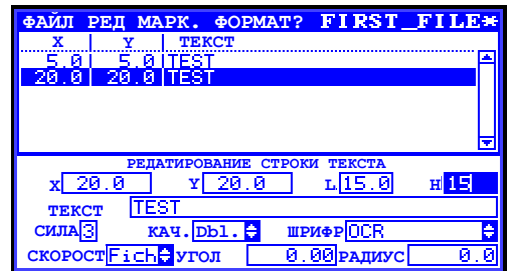 ФАЙЛ РЕД МАРК. ФОРМАТ? FIRST_FILE*
X Y ТЕКСТ
5.0 5.0 TEST
20.0 20.0 TEST
РЕДАТИРОВАНИЕ СТРОКИ ТЕКСТА
X 20.0 Y 20.0 L 15.0 H 15
ТЕКСТ TEST
СИЛА 3 КАЧ. Dbl. ШРИФР OCR
СКОРОСТ Fich УГОЛ 0.00 РАДИУС 0.0